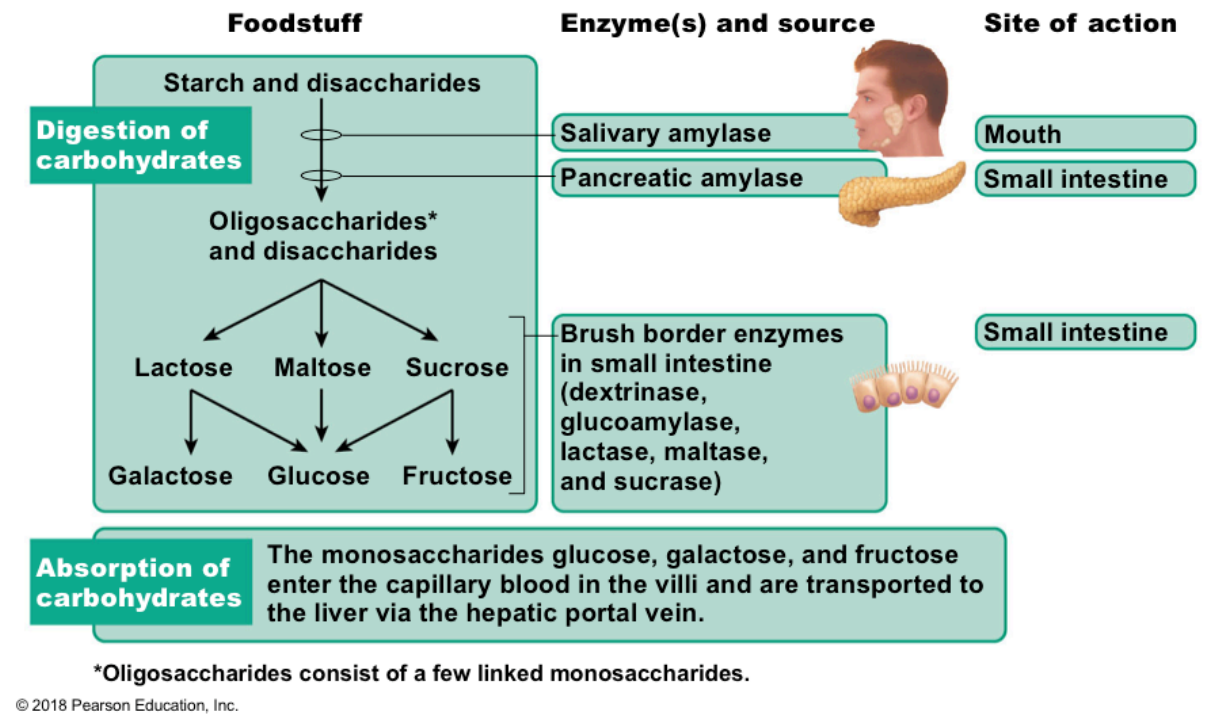 Foodstuff
Enzyme(s) and source
Site of action
Starch and disaccharides
Digestion of
carbohydrates
Salivary amylase
Mouth
Pancreatic amylase
Small intestine
Oligosaccharides*
and disaccharides
Lactose
Maltose
Sucrose
Galactose
Glucose
Fructose
Brush border enzymes
in small intestine
(dextrinase,
glucoamylase,
lactase, maltase,
and sucrase)
Small intestine
Absorption of
carbohydrates
The monosaccharides glucose, galactose, and fructose
enter the capillary blood in the villi and are transported to
the liver via the hepatic portal vein.
*Oligosaccharides consist of a few linked monosaccharides.
© 2018 Pearson Education, Inc.